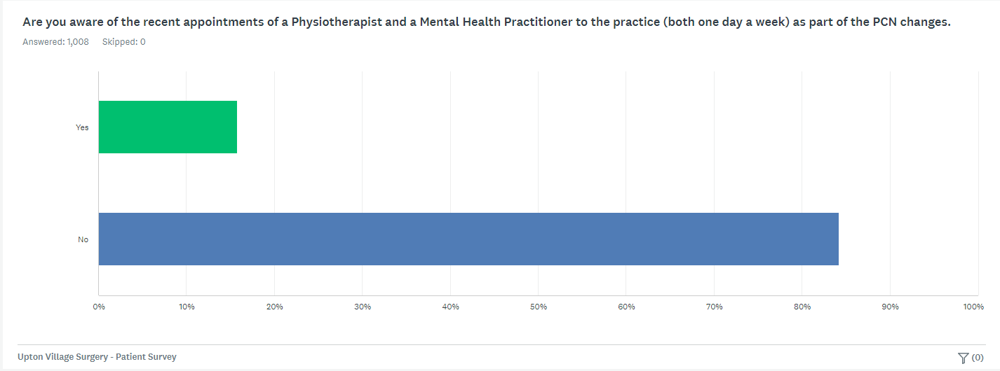 Are you aware of the recent appointments of a Physiotherapist and a Mental Health Practitioner to the practice (both one day a week) as part of the PCN changes.
Answered: 1,008 Skipped: 0
Yes
No
0% 10% 20% 30% 40% 50% 60% 70% 80% 90% 100%
Upton Village Surgery - Patient Survey (0)